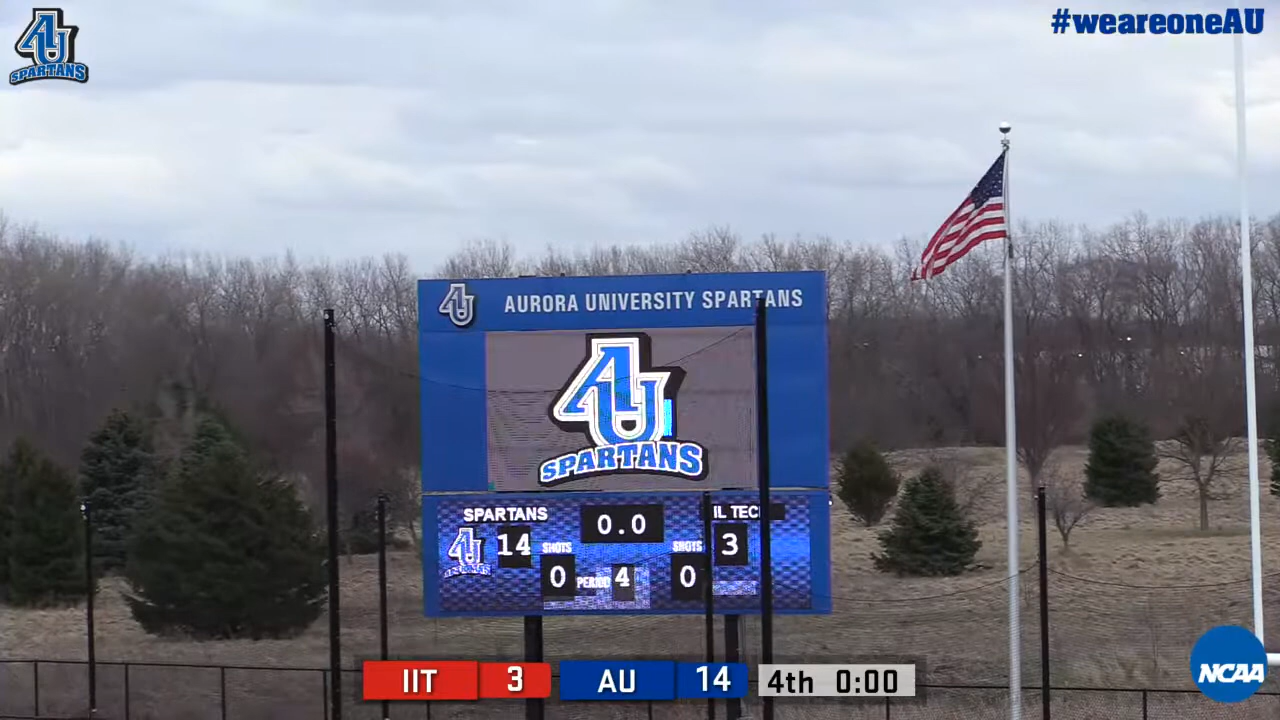 AU
SPARTANS
#weareoneAU
AU
AURORA UNIVERSITY SPARTANS
AU
SPARTANS
SPARTANS
0.0
IL TECH
14
SHOTS
SHOTS
3
AU
0
PERIOD 4
0
IIT 3 AU 14 4th 0:00
NCAA